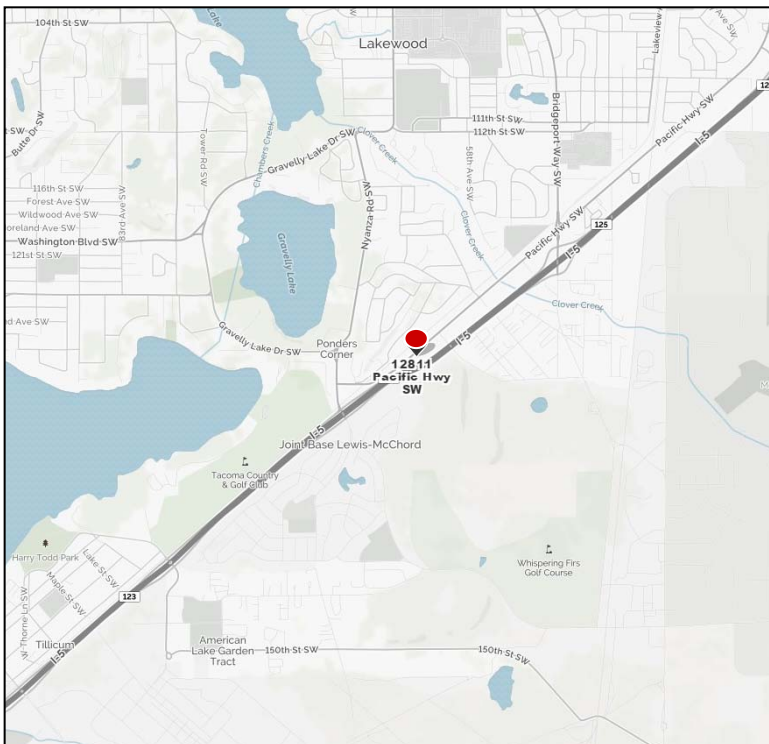 104th St SW
Lake
Lakewood
Lakeview
Butte Dr SW
Tower Rd SW
Chambers Creek
Gravelly Lake Dr SW
Clover Creek
111th St SW
112th St SW
58th Ave SW
Bridgeport Way SW
Pacific Hwy SW
I-5
116th St SW
Forest Ave SW
Wildwood Ave SW
oreland Ave SW
Washington Blvd SW
121st St SW
83rd Ave SW
Nyanza Rd SW
Gravelly Lake
Clover Creek
Pacific Hwy SW
125
I-5
Clover Creek
d Ave SW
Gravelly Lake Dr SW
Ponders
Corner
I-5
12811
Pacific Hwy
SW
I-5
Joint Base Lewis-McChord
Tacoma Country
& Golf Club
Harry Todd Park
Lake St SW
Maple St SW
W Thorne Ln SW
123
Whispering Firs
Golf Course
Tillicum
I-5
American
Lake Garden
Tract
150th St SW
150th St SW